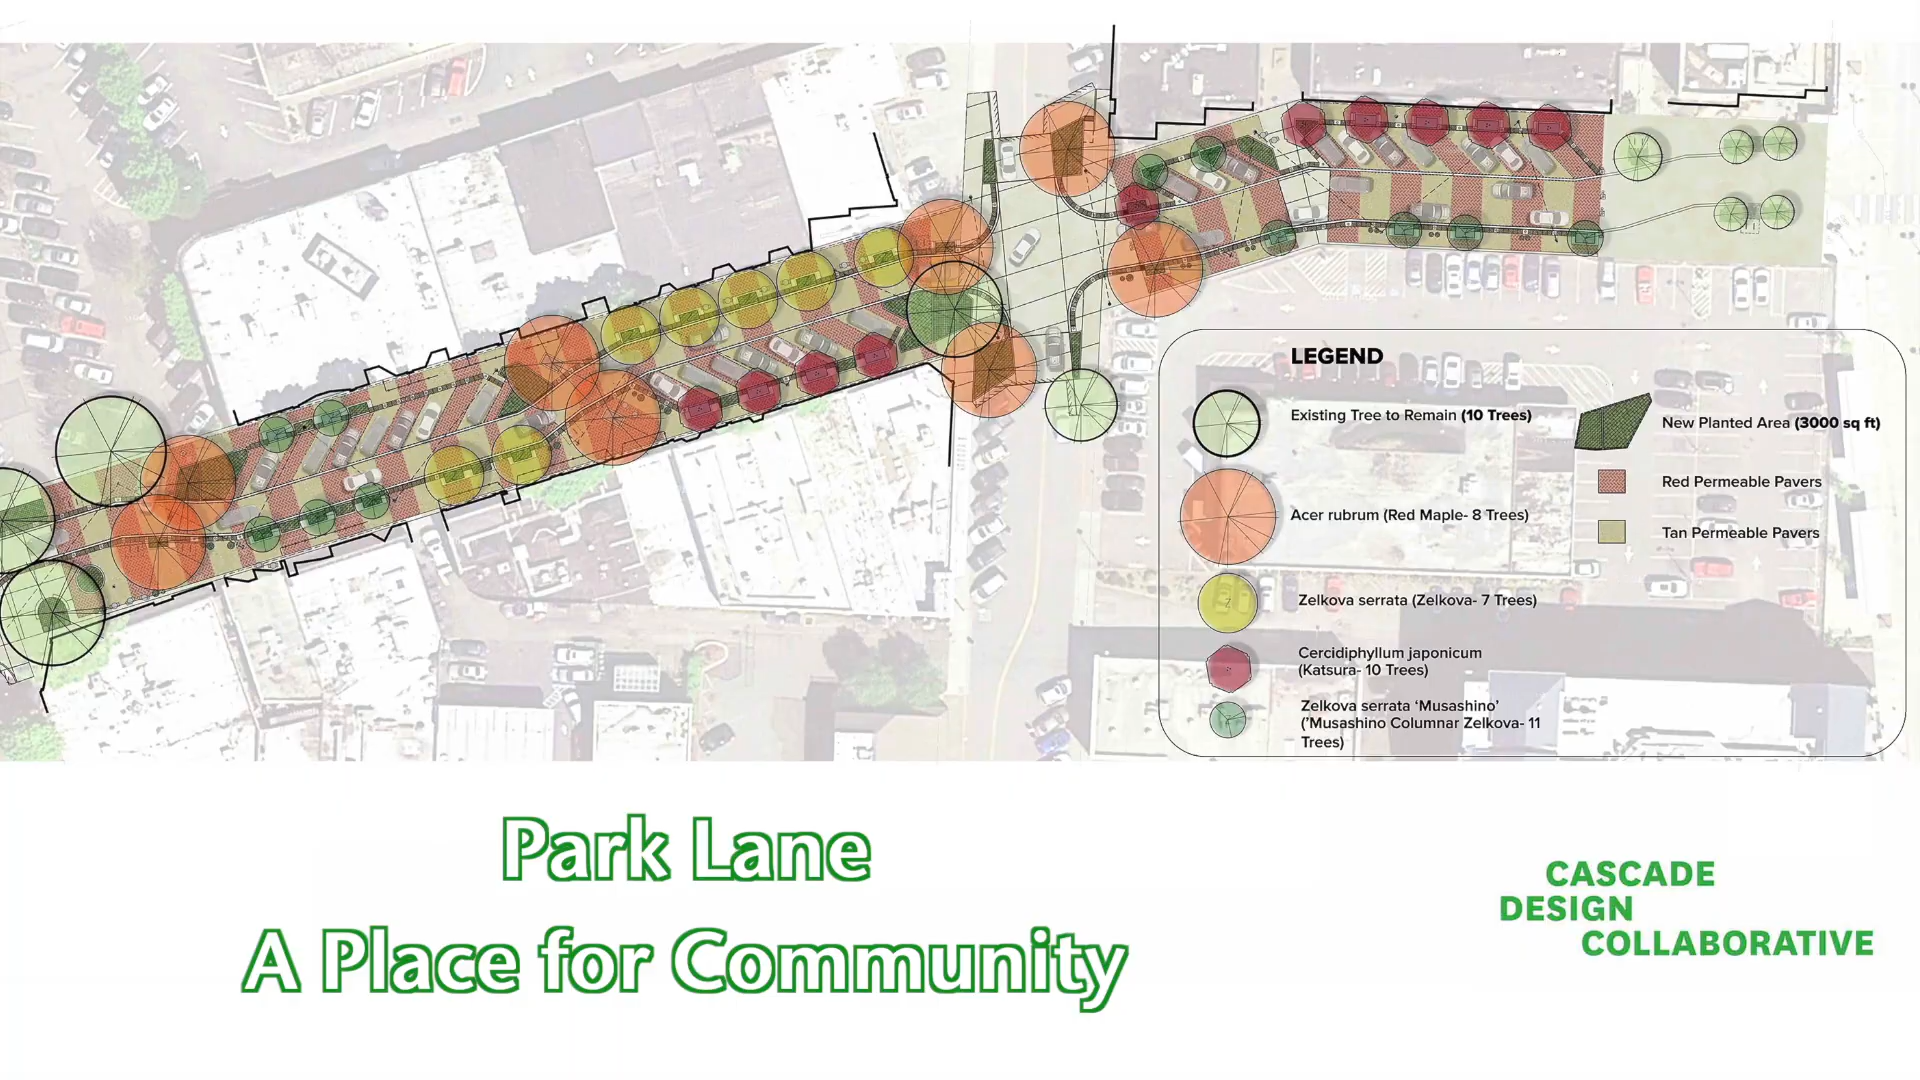 LEGEND
Existing Tree to Remain (10 Trees)
Acer rubrum (Red Maple- 8 Trees)
Zelkova serrata (Zelkova- 7 Trees)
Cercidiphyllum japonicum
(Katsura- 10 Trees)
Zelkova serrata ‘Musashino’
(’Musashino Columnar Zelkova- 11
Trees)
New Planted Area (3000 sq ft)
Red Permeable Pavers
Tan Permeable Pavers
Park Lane
A Place for Community
CASCADE
DESIGN
COLLABORATIVE